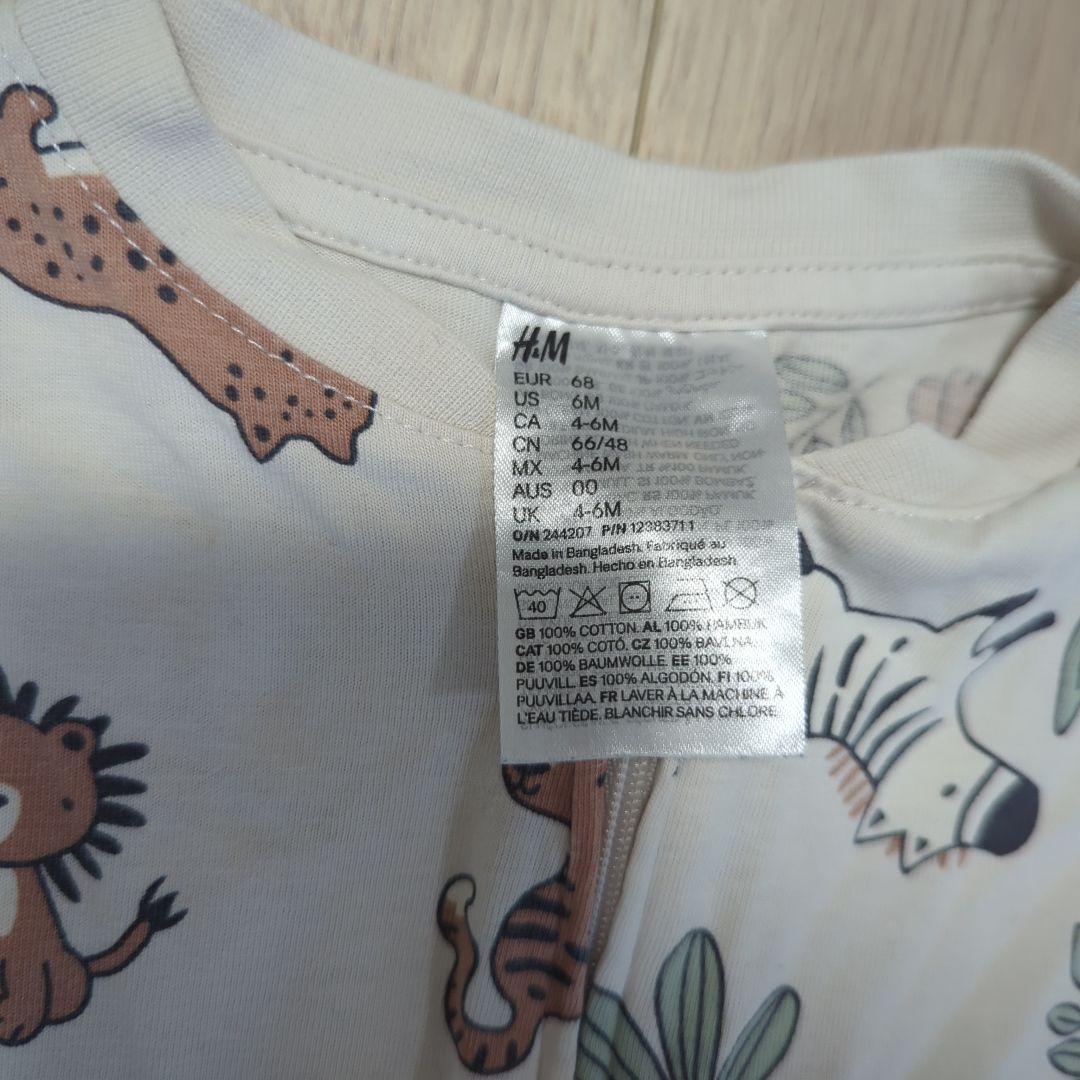 H&M
EUR 68
US 6M
CA 4-6M
CN 66/48
MX 4-6M
AUS 00
UK 4-6M
O/N 244207 P/N 12383711
Made in Bangladesh. Fabriqué au
Bangladesh. Hecho en Bangladesh
40
GB 100% COTTON. AL 100% PAMBUK
CAT 100% COTÓ. CZ 100% BAVLNA.
DE 100% BAUMWOLLE. EE 100%
PUUVILL. ES 100% ALGODÓN. FI 100%
PUUVILLAA. FR LAVER À LA MACHINE, À
L'EAU TIÈDE. BLANCHIR SANS CHLORE.